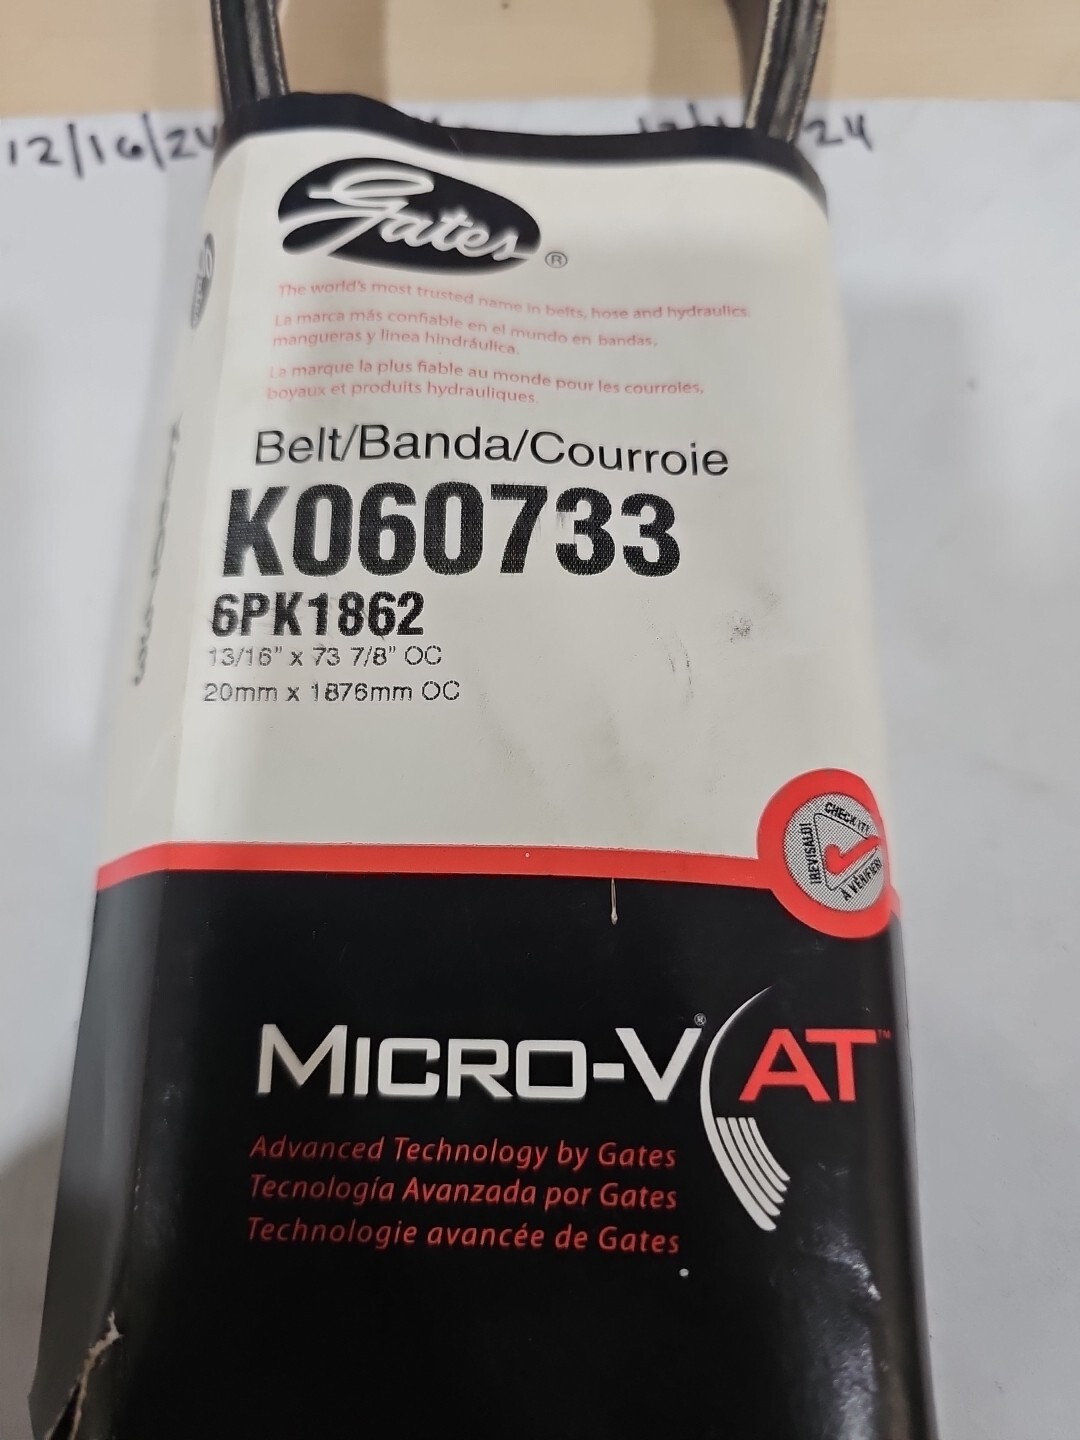 12/16/24
24
Gates®
The world's most trusted name in belts, hose and hydraulics.
La marca más confiable en el mundo en bandas,
mangueras y linea hindráulica.
La marque la plus fiable au monde pour les courroles,
boyaux et produits hydrauliques.
Belt/Banda/Courroie
K060733
6PK1862
13/16" x 73 7/8" OC
20mm x 1876mm OC
CHECK IT!
¡REVISALO!
À VÉRIFIER!
MICRO-V® AT™
Advanced Technology by Gates
Tecnología Avanzada por Gates
Technologie avancée de Gates